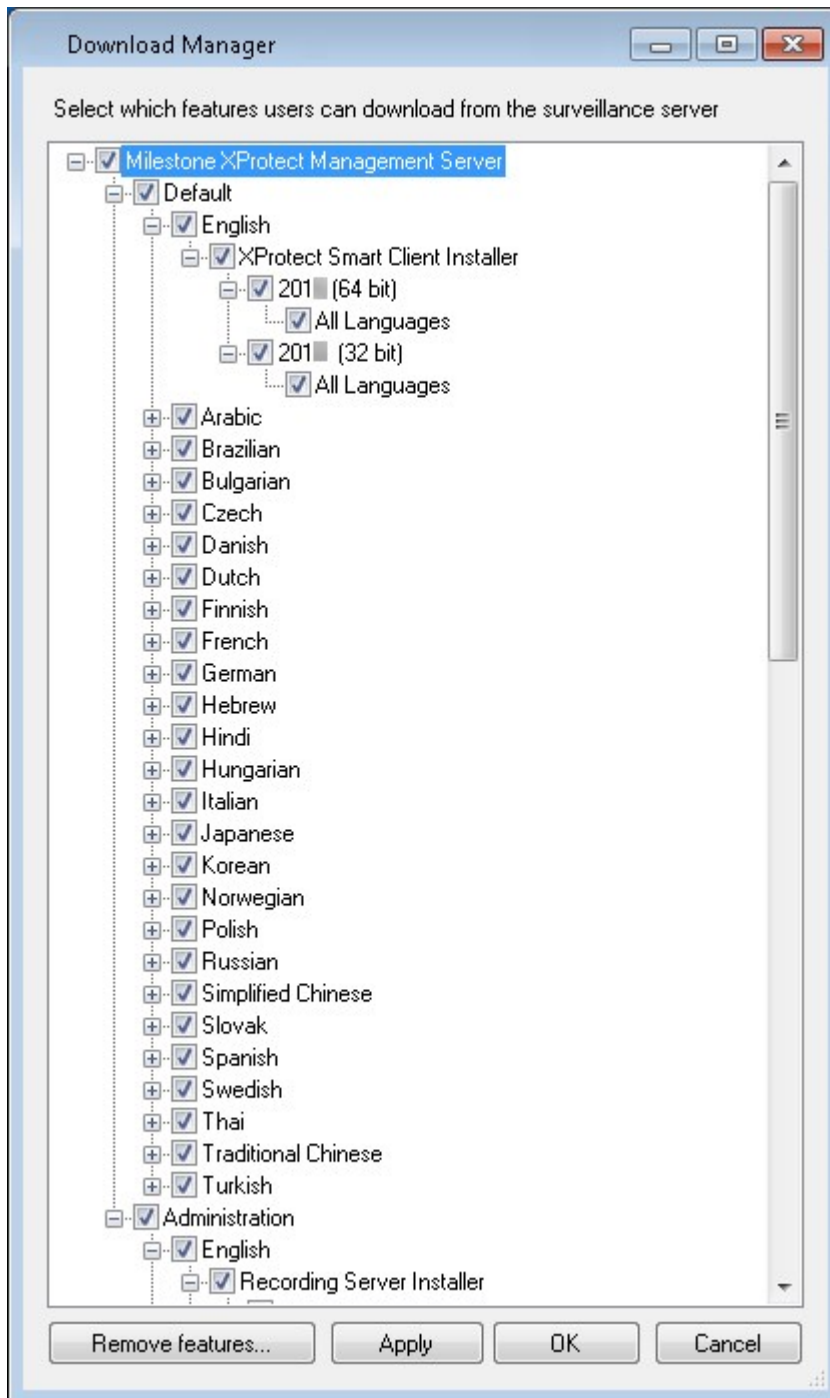 Download Manager
Select which features users can download from the surveillance server
Milestone XProtect Management Server
Default
English
XProtect Smart Client Installer
201 (64 bit)
All Languages
201 (32 bit)
All Languages
Arabic
Brazilian
Bulgarian
Czech
Danish
Dutch
Finnish
French
German
Hebrew
Hindi
Hungarian
Italian
Japanese
Korean
Norwegian
Polish
Russian
Simplified Chinese
Slovak
Spanish
Swedish
Thai
Traditional Chinese
Turkish
Administration
English
Recording Server Installer
Remove features... Apply OK Cancel